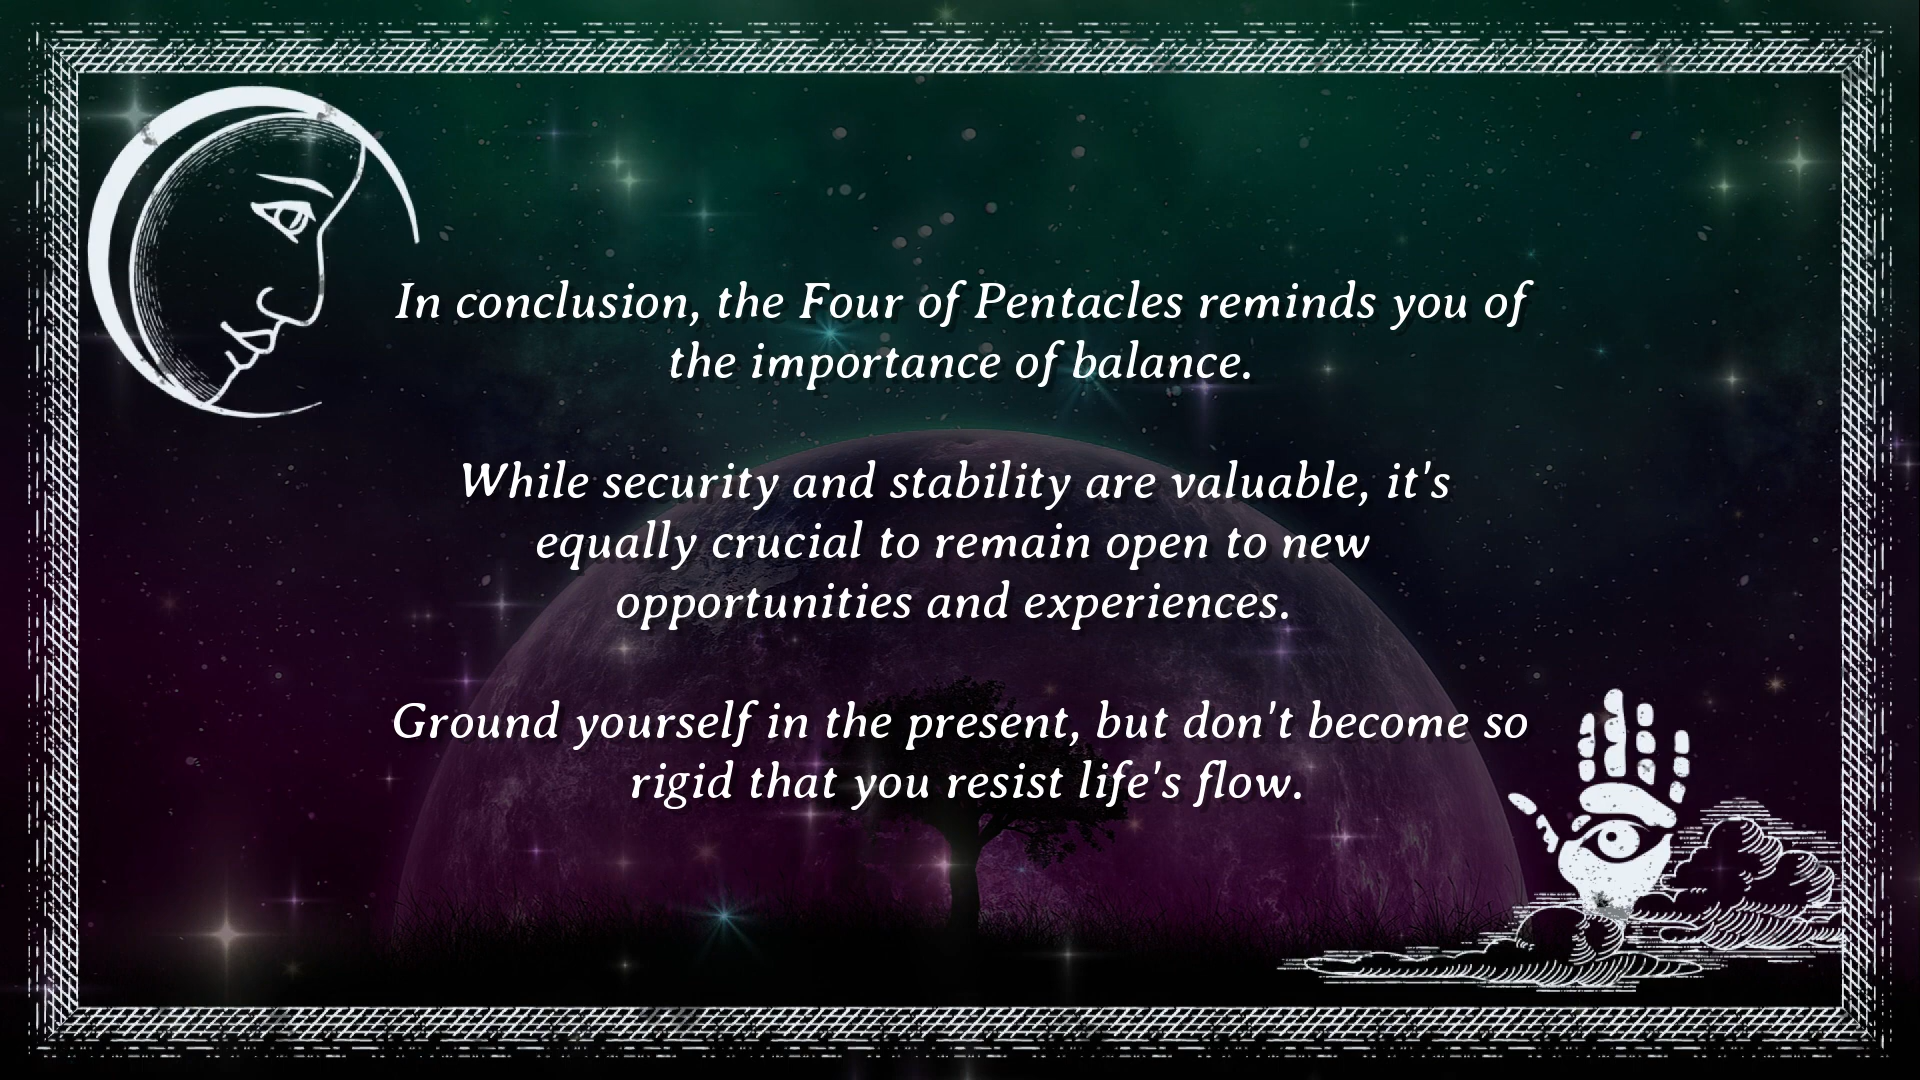 In conclusion, the Four of Pentacles reminds you of
the importance of balance.
While security and stability are valuable, it's
equally crucial to remain open to new
opportunities and experiences.
Ground yourself in the present, but don't become so
rigid that you resist life's flow.